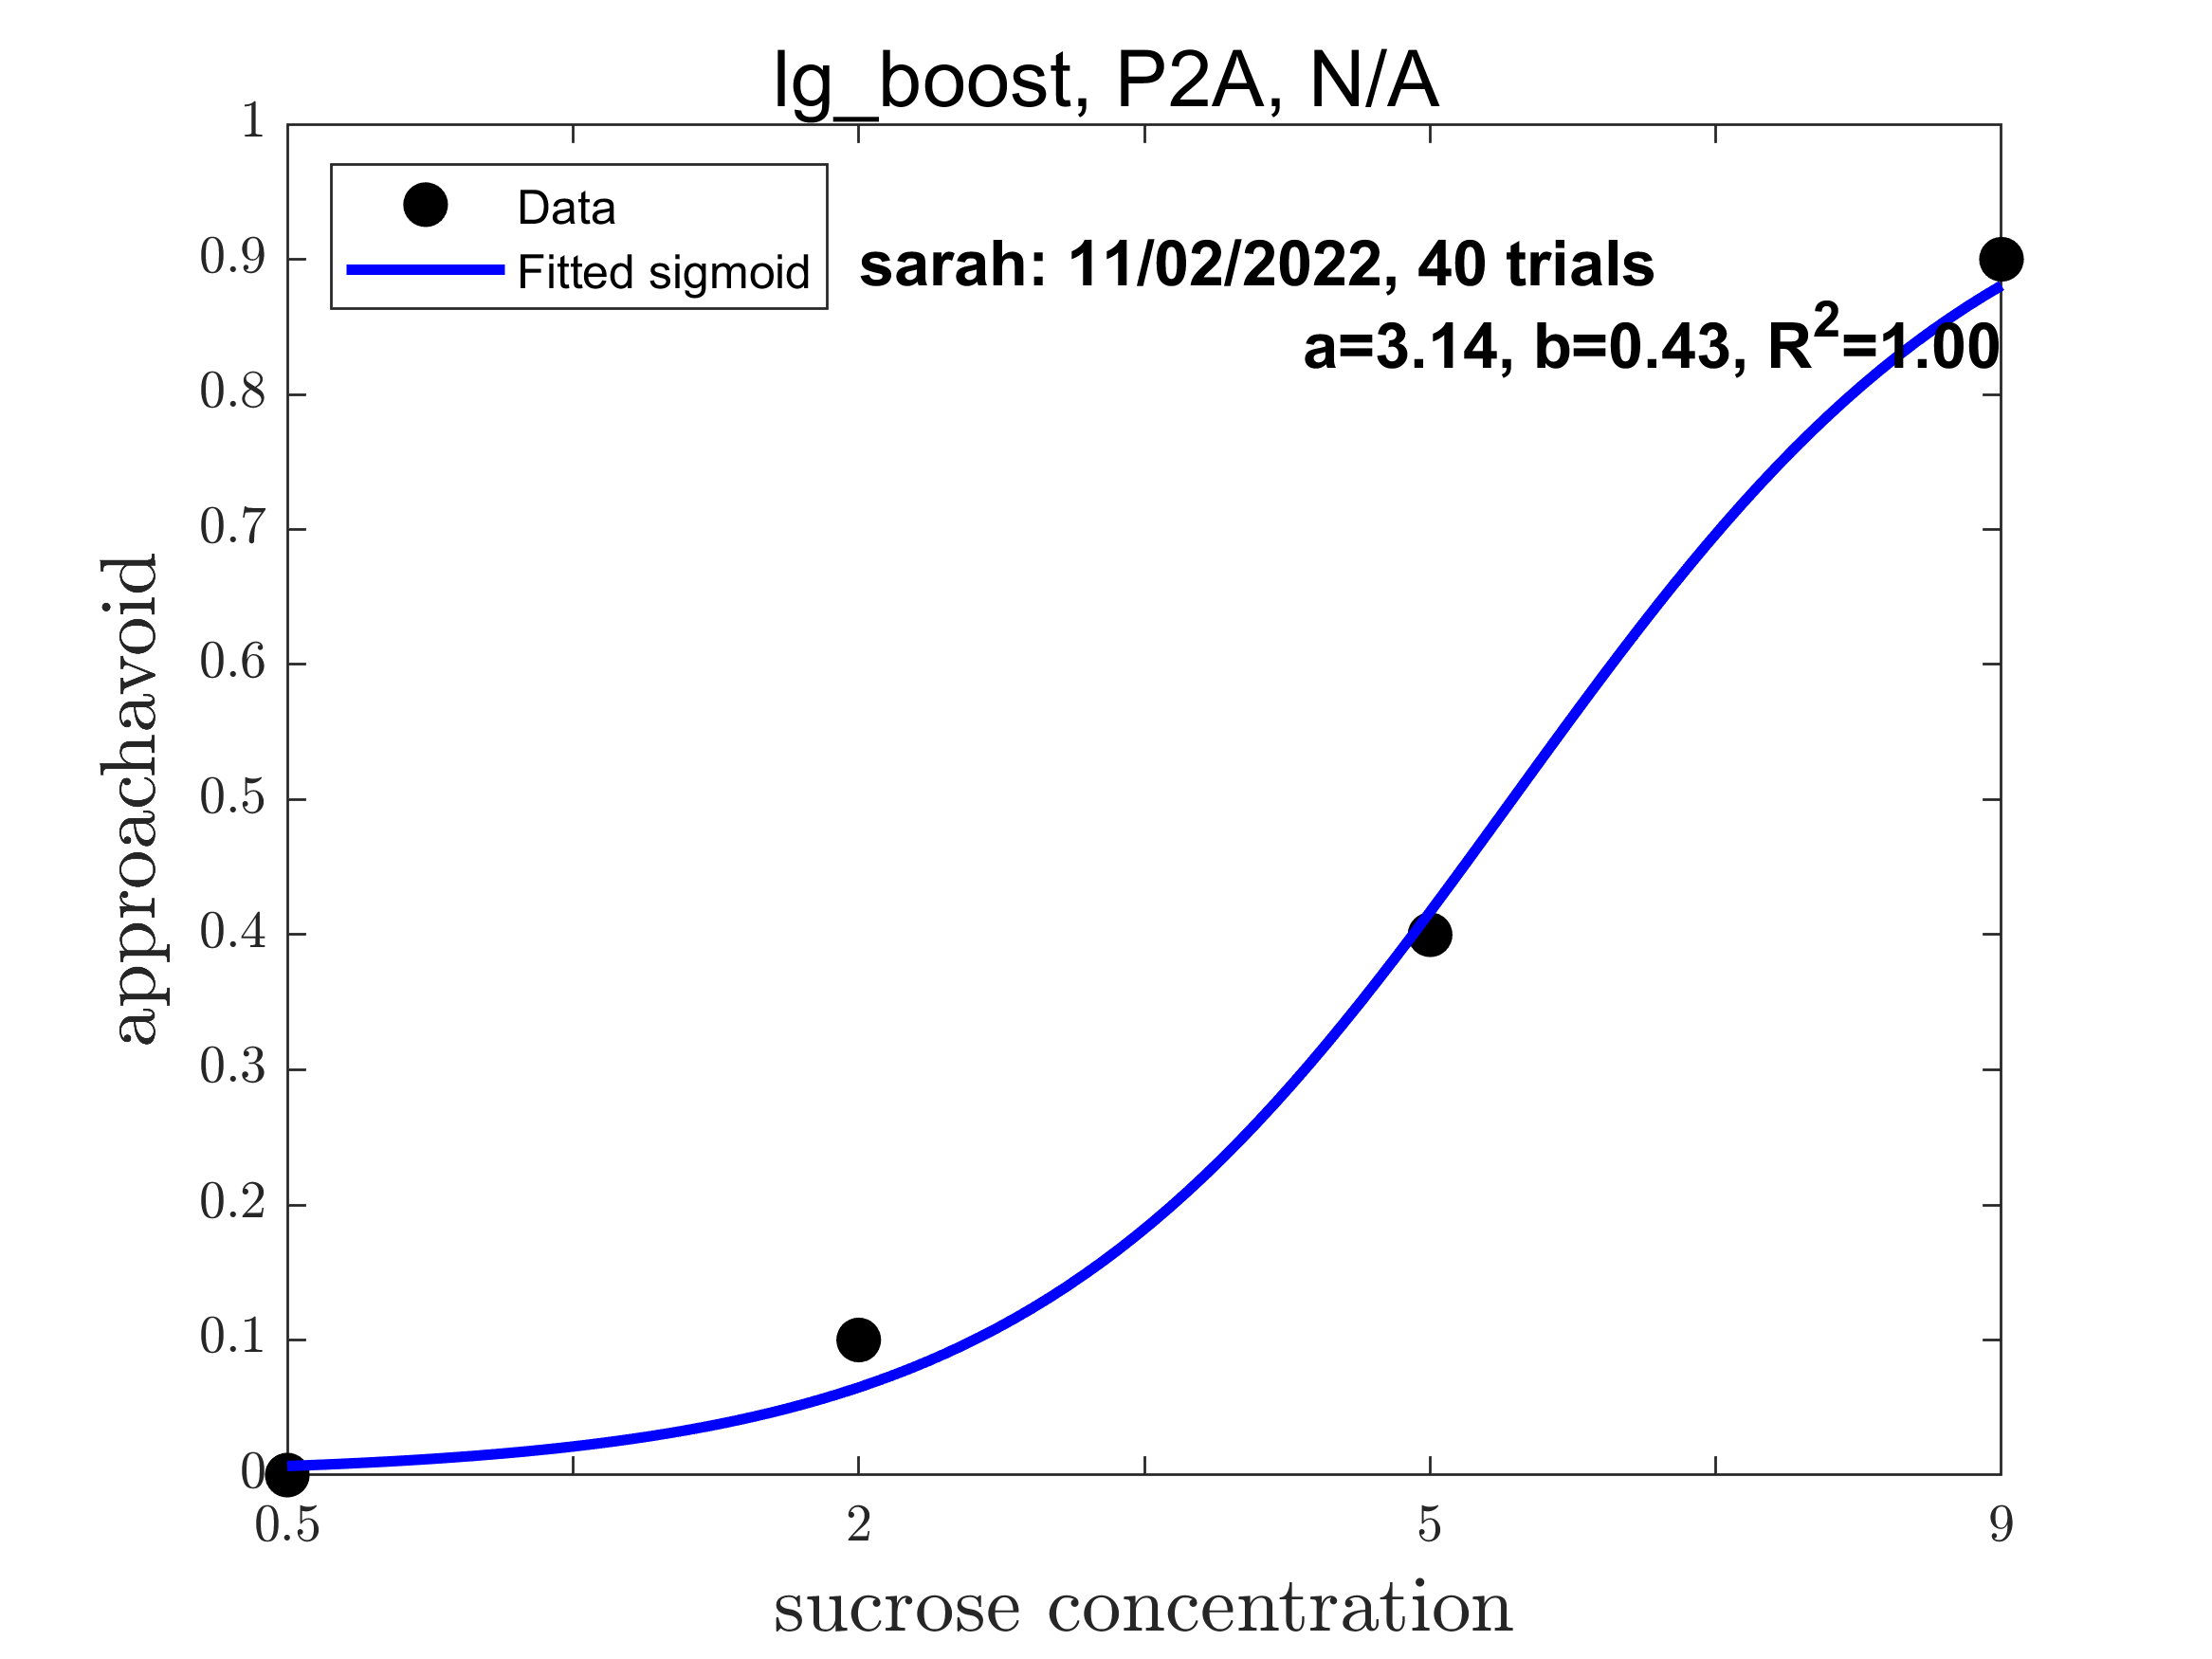 lg_boost, P2A, N/A
Data
Fitted sigmoid
sarah: 11/02/2022, 40 trials
a=3.14, b=0.43, R²=1.00
1
0.9
0.8
0.7
0.6
0.5
0.4
0.3
0.2
0.1
0
approachavoid
0.5 2 5 9
sucrose concentration